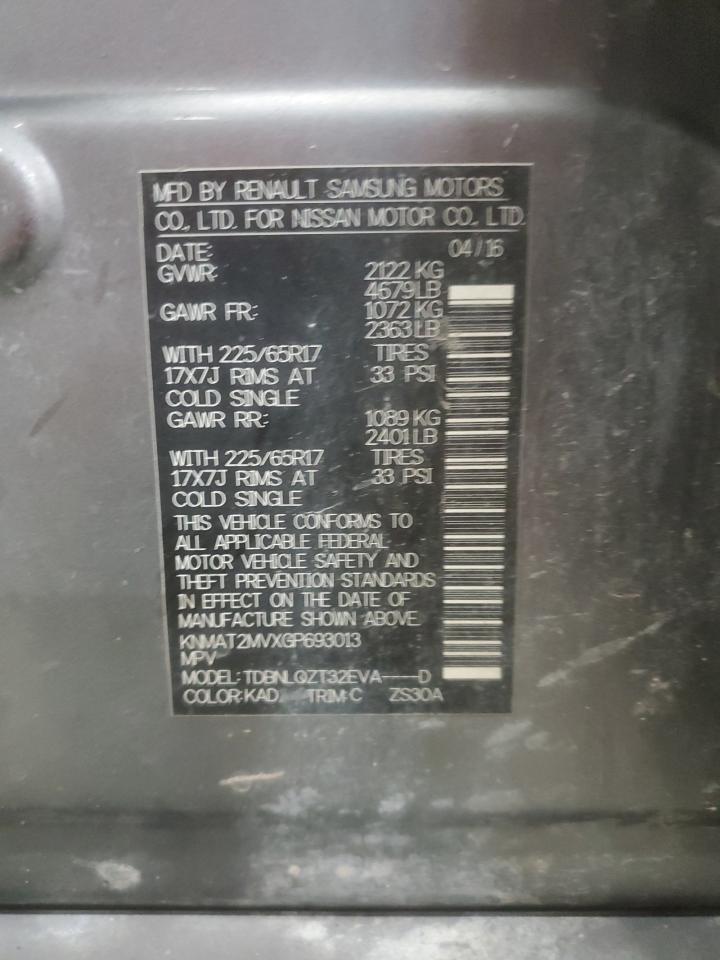 MFD BY RENAULT SAMSUNG MOTORS
CO., LTD. FOR NISSAN MOTOR CO., LTD.
DATE: 04/16
GVWR: 2122 KG
4679 LB
GAWR FR: 1072 KG
2363 LB
WITH 225/65R17 TIRES
17X7J RIMS AT 33 PSI
COLD SINGLE
GAWR RR: 1089 KG
2401 LB
WITH 225/65R17 TIRES
17X7J RIMS AT 33 PSI
COLD SINGLE
THIS VEHICLE CONFORMS TO
ALL APPLICABLE FEDERAL
MOTOR VEHICLE SAFETY AND
THEFT PREVENTION STANDARDS
IN EFFECT ON THE DATE OF
MANUFACTURE SHOWN ABOVE.
KNMAT2MVXGP693013
MPV
MODEL: TDBNLQZT32EVA----D
COLOR: KAD TRIM: C ZS30A